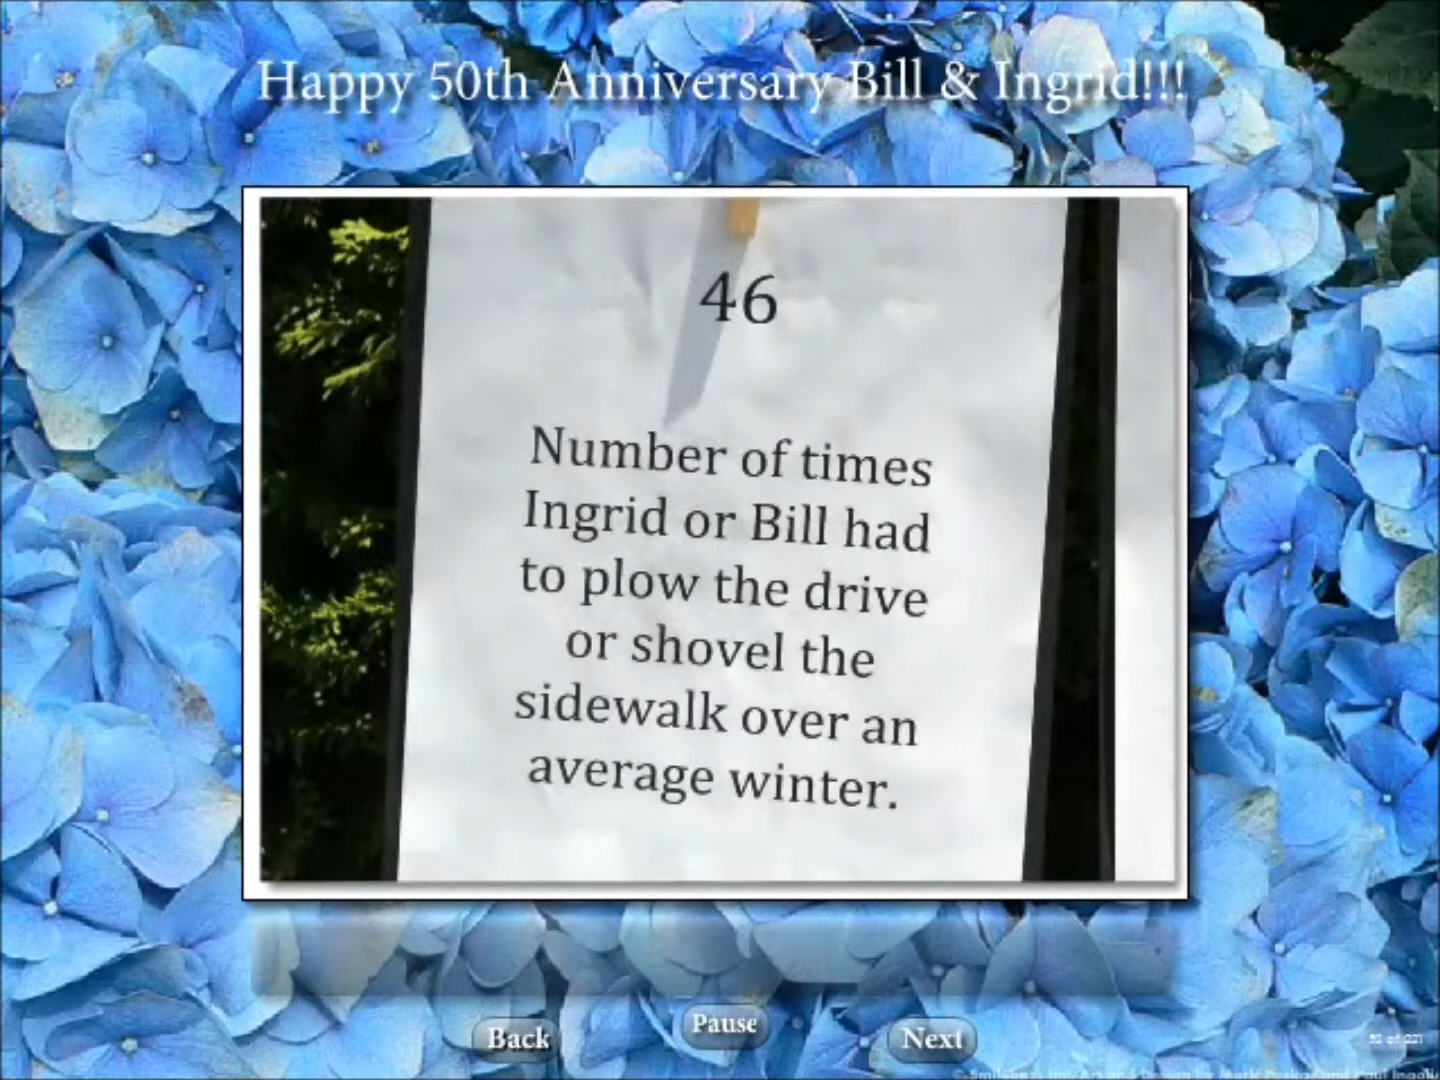 Happy 50th Anniversary Bill & Ingrid!!!
46
Number of times
Ingrid or Bill had
to plow the drive
or shovel the
sidewalk over an
average winter.
Back
Pause
Next